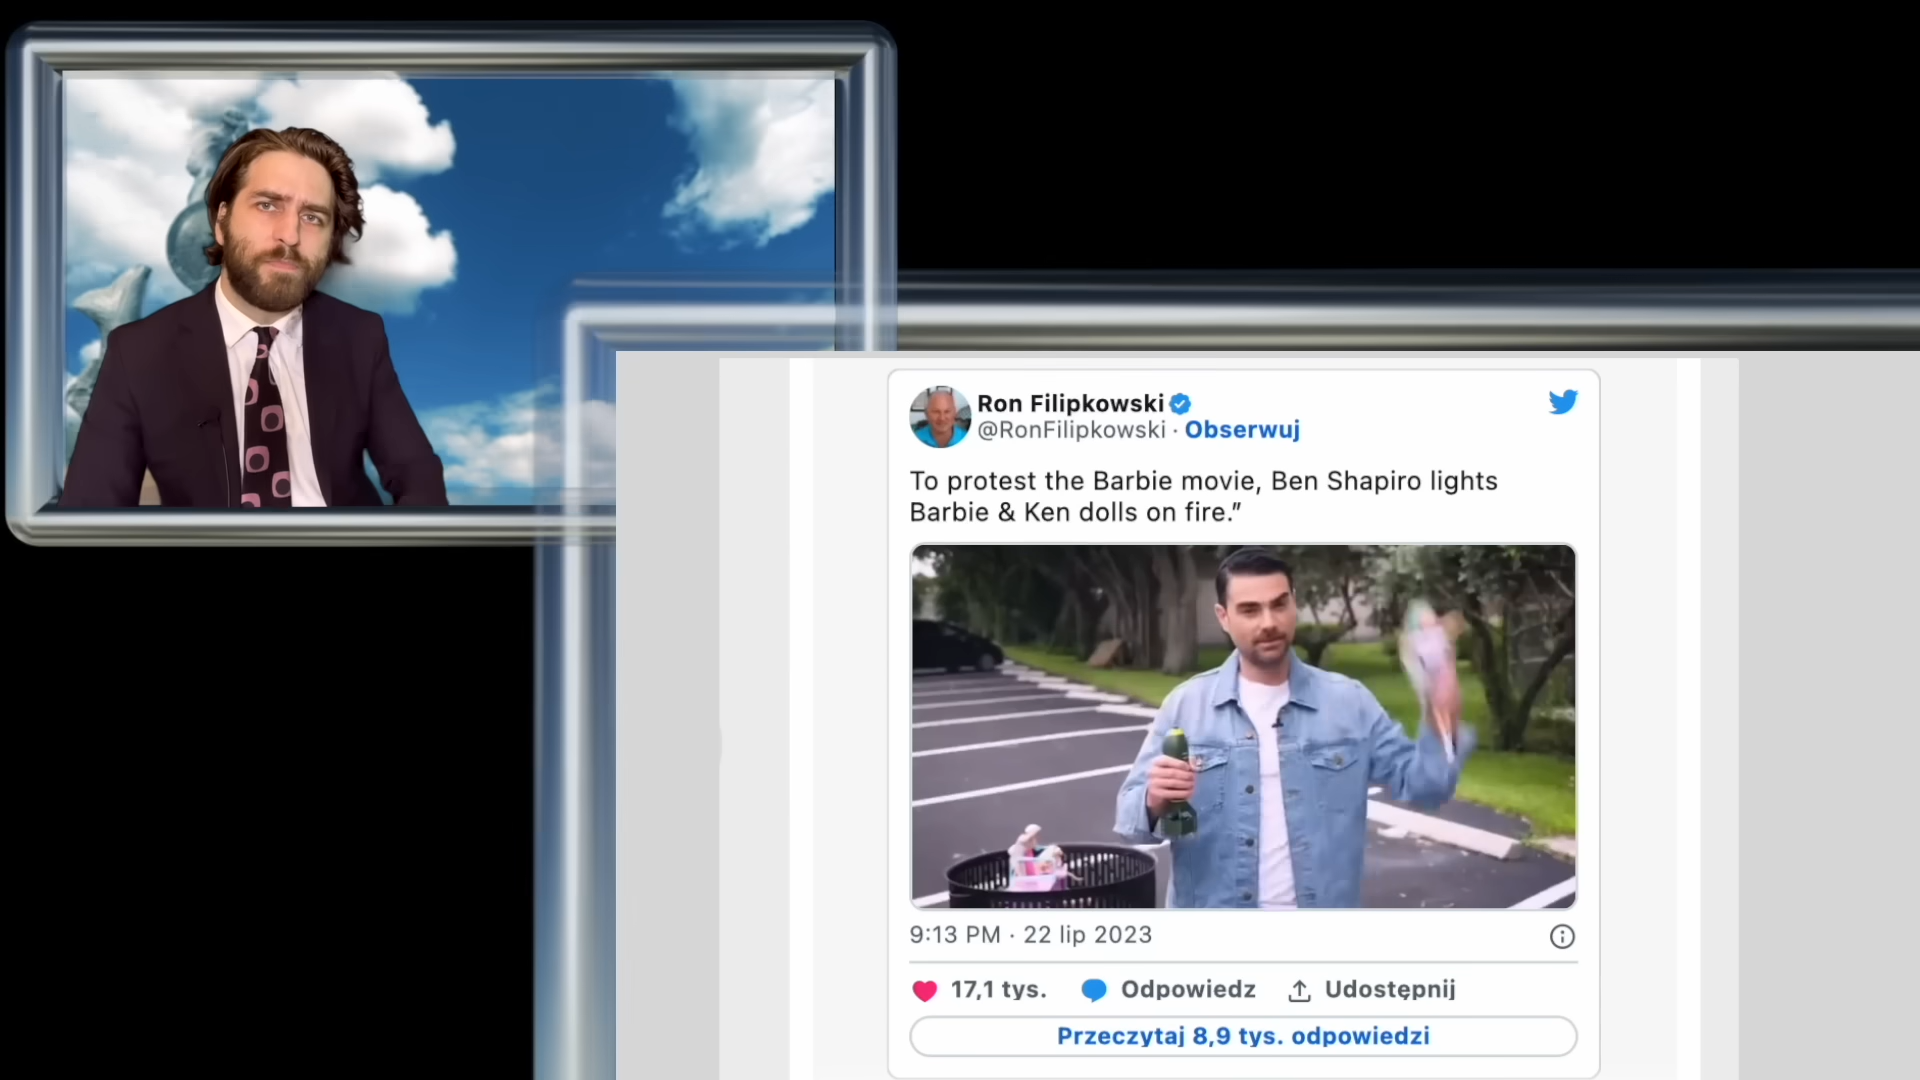 Ron Filipkowski
@RonFilipkowski · Obserwuj
To protest the Barbie movie, Ben Shapiro lights
Barbie & Ken dolls on fire.”
9:13 PM · 22 lip 2023
17,1 tys. Odpowiedz Udostępnij
Przeczytaj 8,9 tys. odpowiedzi